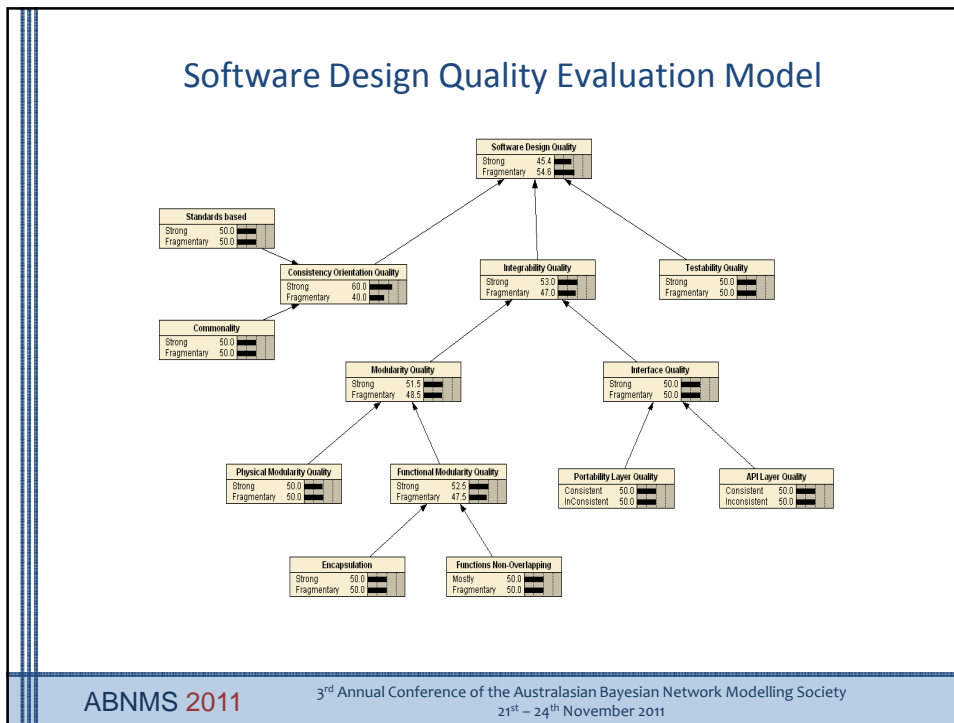 Software Design Quality Evaluation Model
Software Design Quality
Strong 45.4
Fragmentary 54.6
Standards based
Strong 50.0
Fragmentary 50.0
Consistency Orientation Quality
Strong 60.0
Fragmentary 40.0
Integrability Quality
Strong 53.0
Fragmentary 47.0
Testability Quality
Strong 50.0
Fragmentary 50.0
Commonality
Strong 50.0
Fragmentary 50.0
Modularity Quality
Strong 51.5
Fragmentary 48.5
Interface Quality
Strong 50.0
Fragmentary 50.0
Physical Modularity Quality
Strong 50.0
Fragmentary 50.0
Functional Modularity Quality
Strong 52.5
Fragmentary 47.5
Portability Layer Quality
Consistent 50.0
InConsistent 50.0
API Layer Quality
Consistent 50.0
Inconsistent 50.0
Encapsulation
Strong 50.0
Fragmentary 50.0
Functions Non-Overlapping
Mostly 50.0
Fragmentary 50.0
ABNMS 2011
3rd Annual Conference of the Australasian Bayesian Network Modelling Society
21st – 24th November 2011